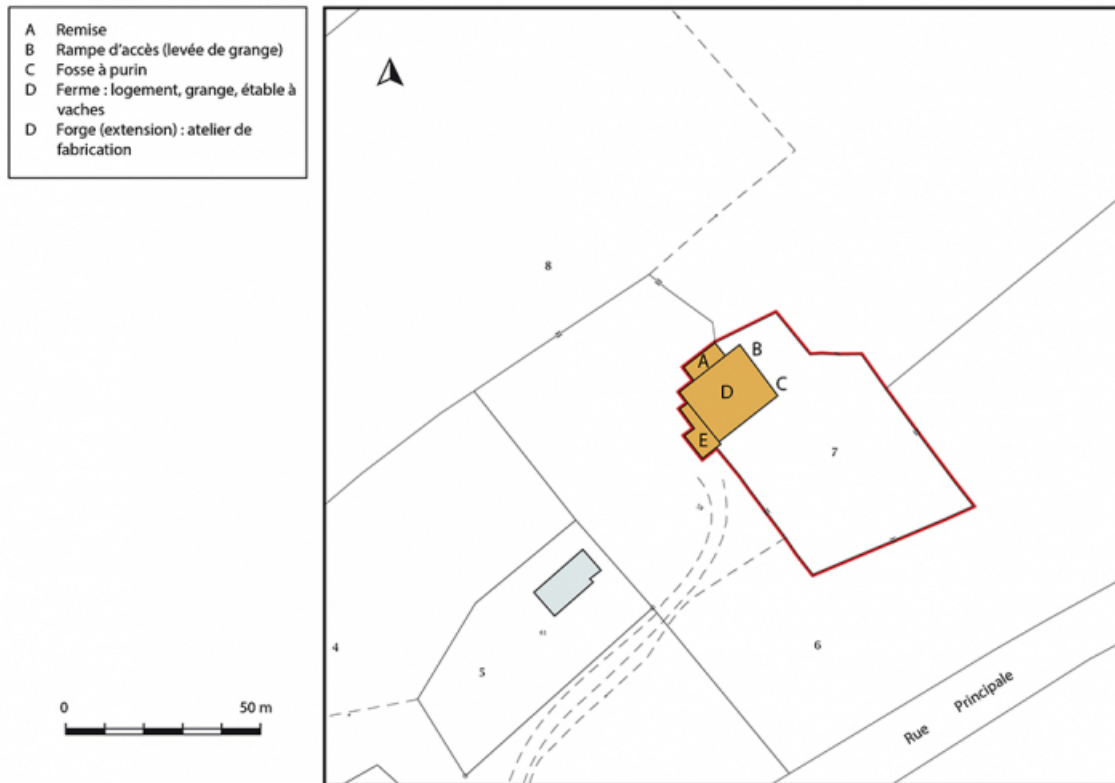 A Remise
B Rampe d'accès (levée de grange)
C Fosse à purin
D Ferme : logement, grange, étable à
vaches
D Forge (extension) : atelier de
fabrication
8
A
B
D
C
E
7
4
5
6
Rue Principale
0 50 m